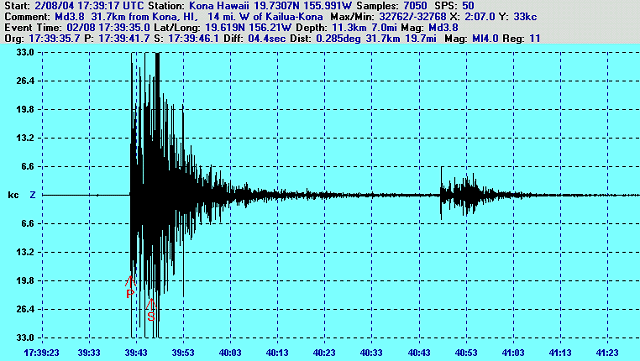 Start: 2/08/04 17:39:17 UTC Station: Kona Hawaii 19.7307N 155.991W Samples: 7050 SPS: 50
Comment: Md3.8 31.7km from Kona, HI, 14 mi. W of Kailua-Kona Max/Min: 32762/-32768 X: 2:07.0 Y: 33kc
Event Time: 02/08 17:39:35.0 Lat/Long: 19.619N 156.21W Depth: 11.3km 7.0mi Mag: Md3.8
Org: 17:39:35.7 P: 17:39:41.7 S: 17:39:46.1 Diff: 04.4sec Dist: 0.285deg 31.7km 19.7mi Mag: Ml4.0 Reg: 11
33.0
26.4
19.8
13.2
6.6
kc Z
6.6
13.2
19.8
P
26.4
S
33.0
17:39:23 39:33 39:43 39:53 40:03 40:13 40:23 40:33 40:43 40:53 41:03 41:13 41:23